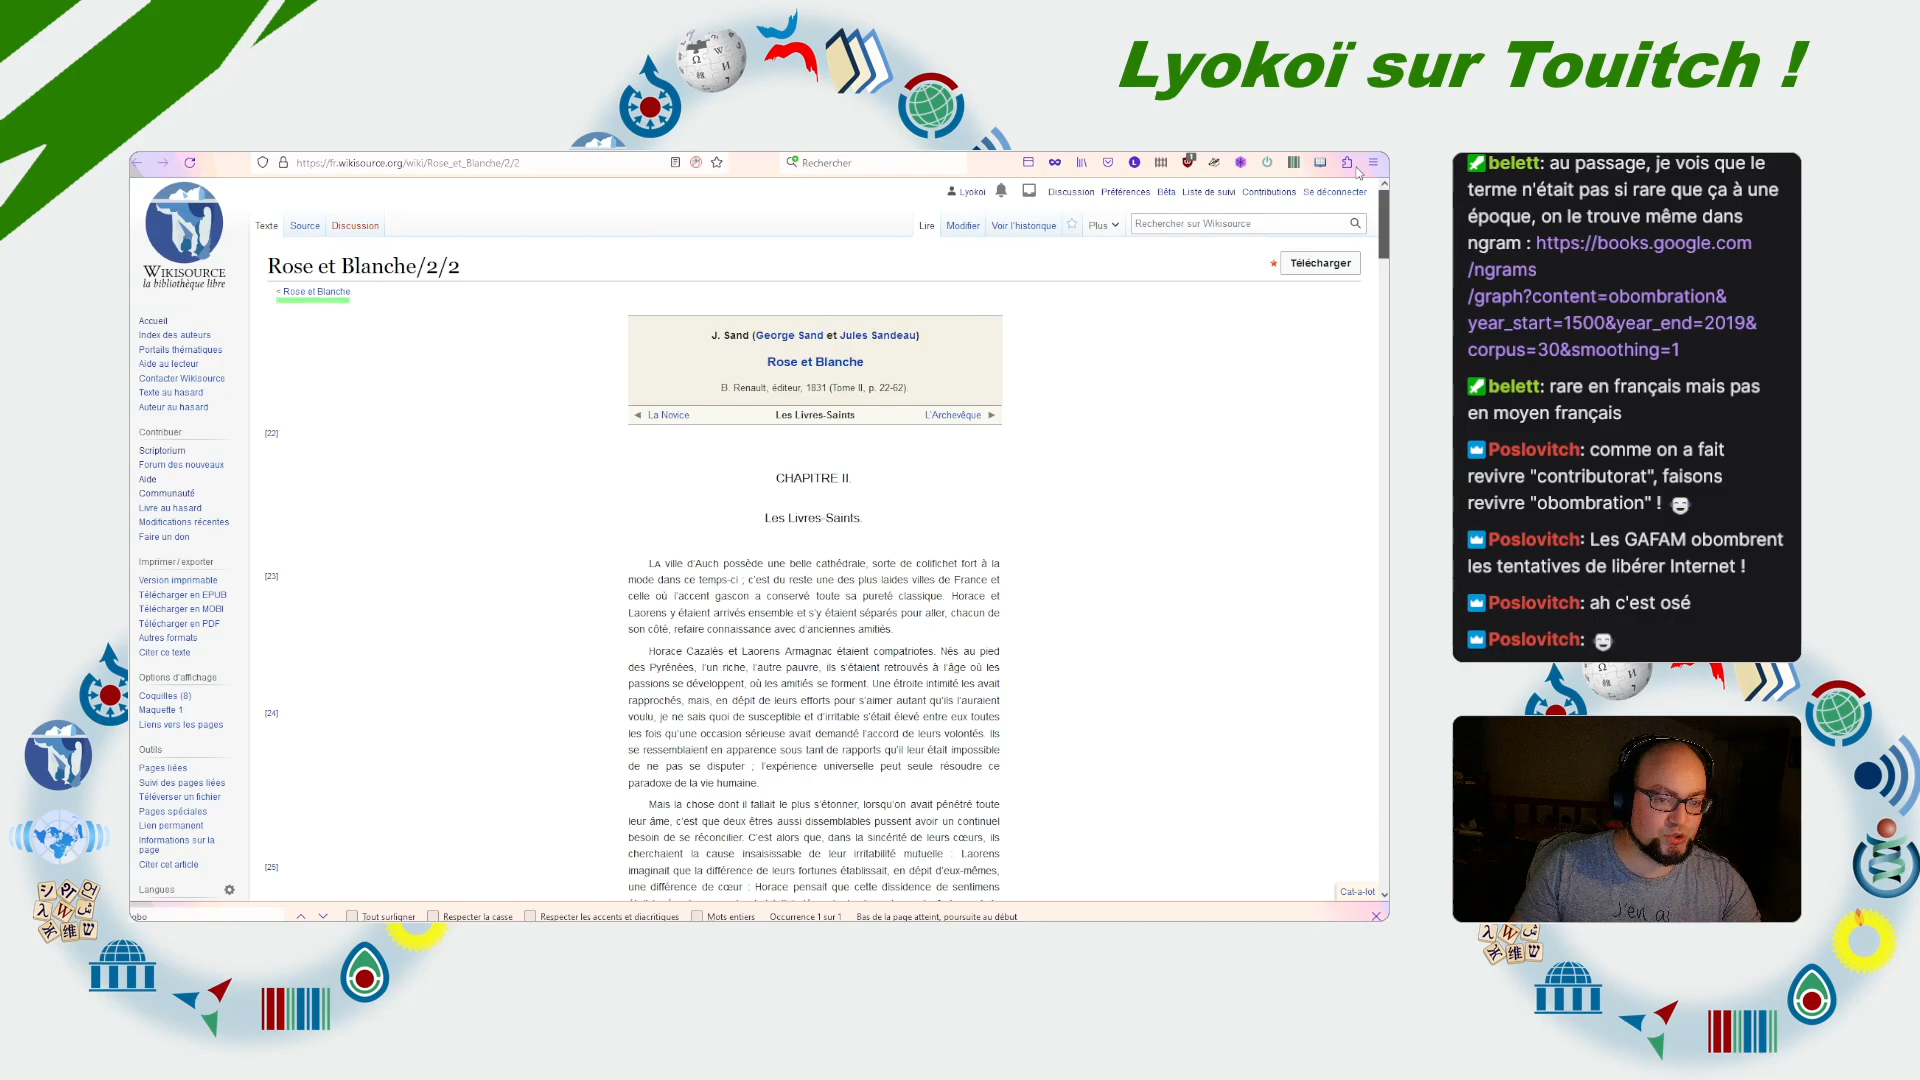 Lyokoï sur Touitch !
https://fr.wikisource.org/wiki/Rose_et_Blanche/2/2
Rechercher
Lyokoi
Discussion Préférences Bêta Liste de suivi Contributions Se déconnecter
Texte Source Discussion
Lire Modifier Voir l'historique Plus
Rechercher sur Wikisource
WIKISOURCE
la bibliothèque libre
Rose et Blanche/2/2
Télécharger
< Rose et Blanche
Accueil
Index des auteurs
Portails thématiques
Aide au lecteur
Contacter Wikisource
Texte au hasard
Auteur au hasard
Contribuer
Scriptorium
Forum des nouveaux
Aide
Communauté
Livre au hasard
Modifications récentes
Faire un don
Imprimer / exporter
Version imprimable
Télécharger en EPUB
Télécharger en MOBI
Télécharger en PDF
Autres formats
Citer ce texte
Options d'affichage
Coquilles (8)
Maquette 1
Liens vers les pages
Outils
Pages liées
Suivi des pages liées
Téléverser un fichier
Pages spéciales
Lien permanent
Informations sur la
page
Citer cet article
Langues
J. Sand (George Sand et Jules Sandeau)
Rose et Blanche
B. Renault, éditeur, 1831 (Tome II, p. 22-62).
◄ La Novice Les Livres-Saints L'Archevêque ►
[22]
CHAPITRE II.
Les Livres-Saints.
La ville d'Auch possède une belle cathédrale, sorte de colifichet fort à la
[23] mode dans ce temps-ci ; c'est du reste une des plus laides villes de France et
celle où l'accent gascon a conservé toute sa pureté classique. Horace et
Laorens y étaient arrivés ensemble et s'y étaient séparés pour aller, chacun de
son côté, refaire connaissance avec d'anciennes amitiés.
Horace Cazalès et Laorens Armagnac étaient compatriotes. Nés au pied
des Pyrénées, l'un riche, l'autre pauvre, ils s'étaient retrouvés à l'âge où les
passions se développent, où les amitiés se forment. Une étroite intimité les avait
rapprochés, mais, en dépit de leurs efforts pour s'aimer autant qu'ils l'auraient
[24] voulu, je ne sais quoi de susceptible et d'irritable s'était élevé entre eux toutes
les fois qu'une occasion sérieuse avait demandé l'accord de leurs volontés. Ils
se ressemblaient en apparence sous tant de rapports qu'il leur était impossible
de ne pas se disputer ; l'expérience universelle peut seule résoudre ce
paradoxe de la vie humaine.
Mais la chose dont il fallait le plus s'étonner, lorsqu'on avait pénétré toute
leur âme, c'est que deux êtres aussi dissemblables pussent avoir un continuel
besoin de se réconcilier. C'est alors que, dans la sincérité de leurs cœurs, ils
cherchaient la cause insaisissable de leur irritabilité mutuelle : Laorens
[25] imaginait que la différence de leurs fortunes établissait, en dépit d'eux-mêmes,
une différence de cœur : Horace pensait que cette dissidence de sentiments
Cat-a-lot
obo
Tout surligner Respecter la casse Respecter les accents et diacritiques Mots entiers Occurrence 1 sur 1 Bas de la page atteint, poursuite au début
belett: au passage, je vois que le
terme n'était pas si rare que ça à une
époque, on le trouve même dans
ngram : https://books.google.com
/ngrams
/graph?content=obombration&
year_start=1500&year_end=2019&
corpus=30&smoothing=1
belett: rare en français mais pas
en moyen français
Poslovitch: comme on a fait
revivre "contributorat", faisons
revivre "obombration" !
Poslovitch: Les GAFAM obombrent
les tentatives de libérer Internet !
Poslovitch: ah c'est osé
Poslovitch:
J'en ai